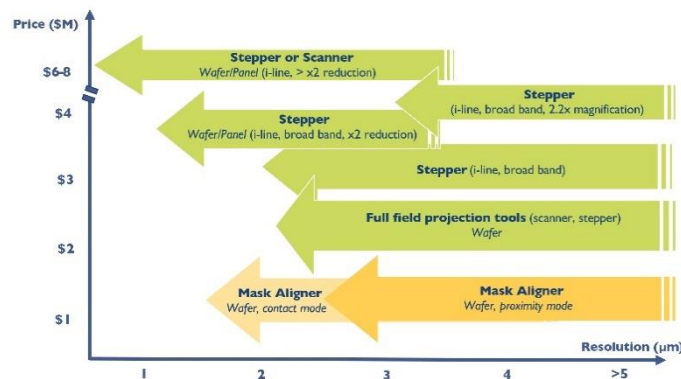 Price ($M)
Stepper or Scanner
Wafer/Panel (i-line, > x2 reduction)
$6-8
Stepper
(i-line, broad band, 2.2x magnification)
$4
Stepper
Wafer/Panel (i-line, broad band, x2 reduction)
Stepper (i-line, broad band)
$3
Full field projection tools (scanner, stepper)
Wafer
$2
Mask Aligner
Wafer, contact mode
Mask Aligner
Wafer, proximity mode
$1
Resolution (μm)
1 2 3 4 >5